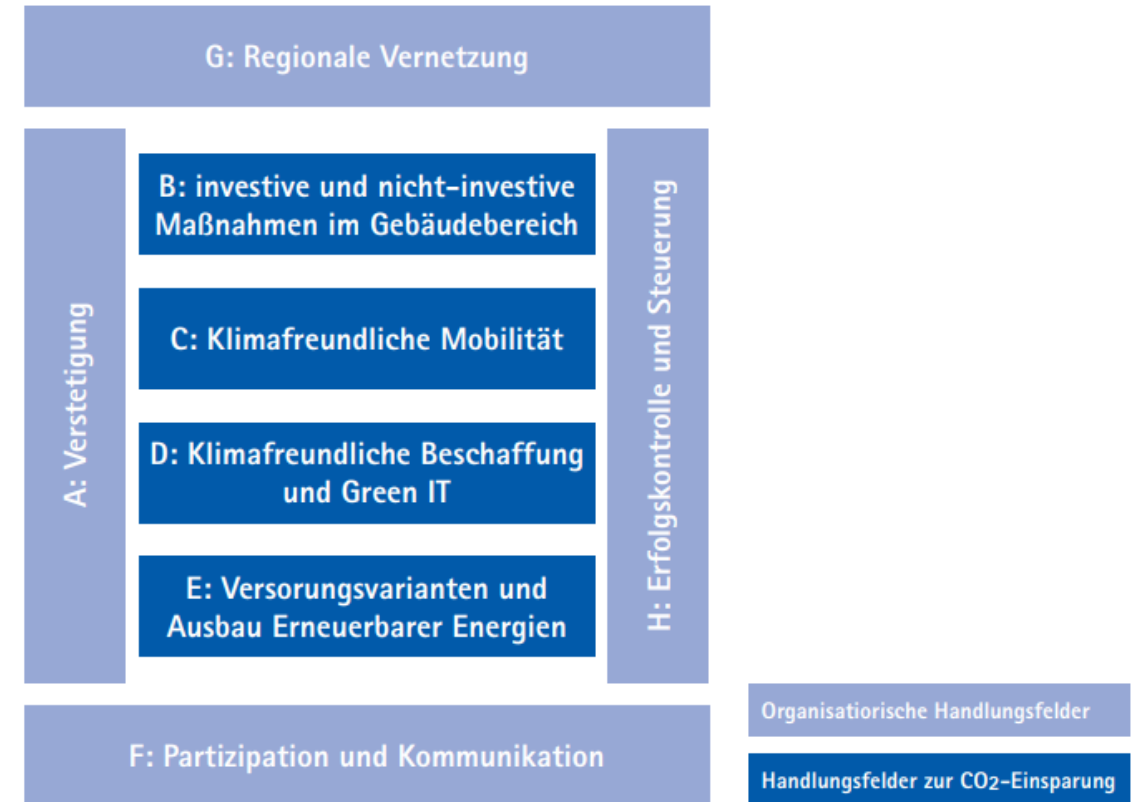 G: Regionale Vernetzung
A: Verstetigung
B: investive und nicht-investive
Maßnahmen im Gebäudebereich
C: Klimafreundliche Mobilität
D: Klimafreundliche Beschaffung
und Green IT
E: Versorungsvarianten und
Ausbau Erneuerbarer Energien
H: Erfolgskontrolle und Steuerung
F: Partizipation und Kommunikation
Organisatiorische Handlungsfelder
Handlungsfelder zur CO2-Einsparung